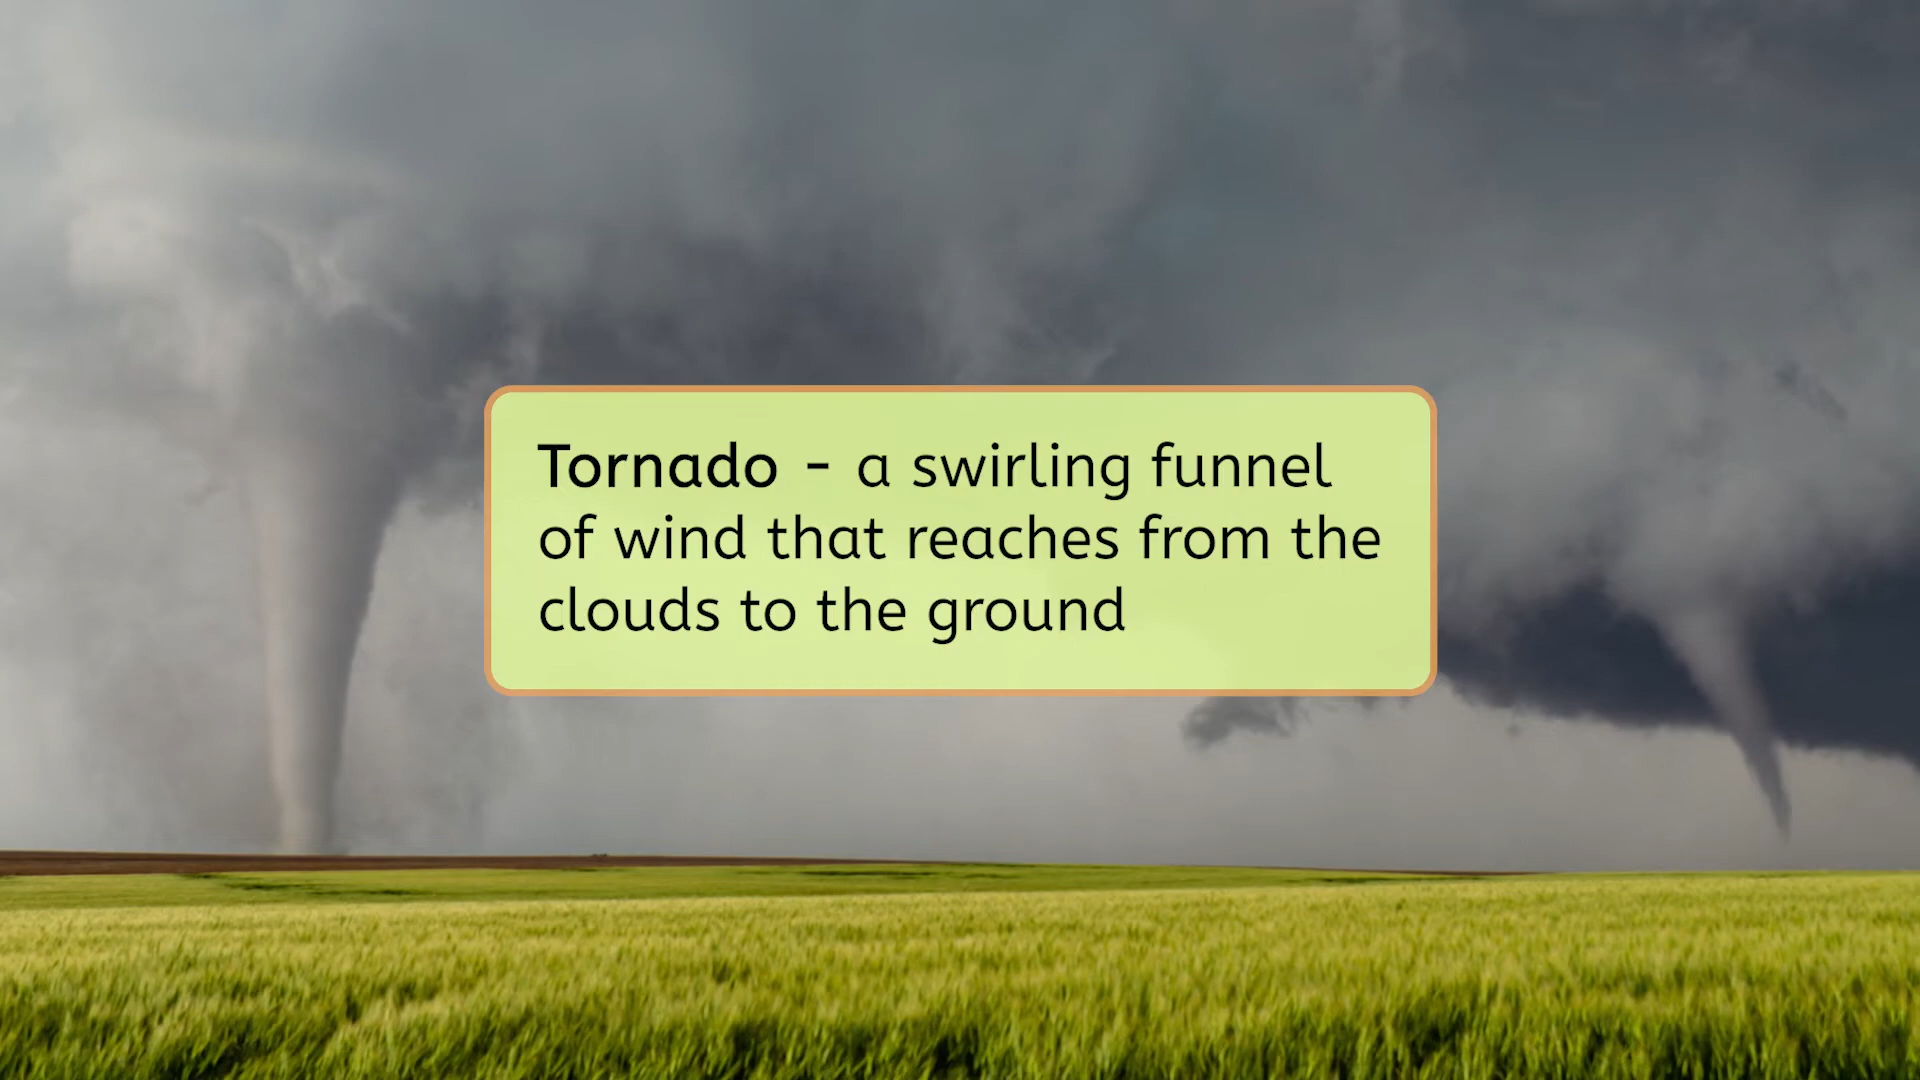 Tornado - a swirling funnel
of wind that reaches from the
clouds to the ground